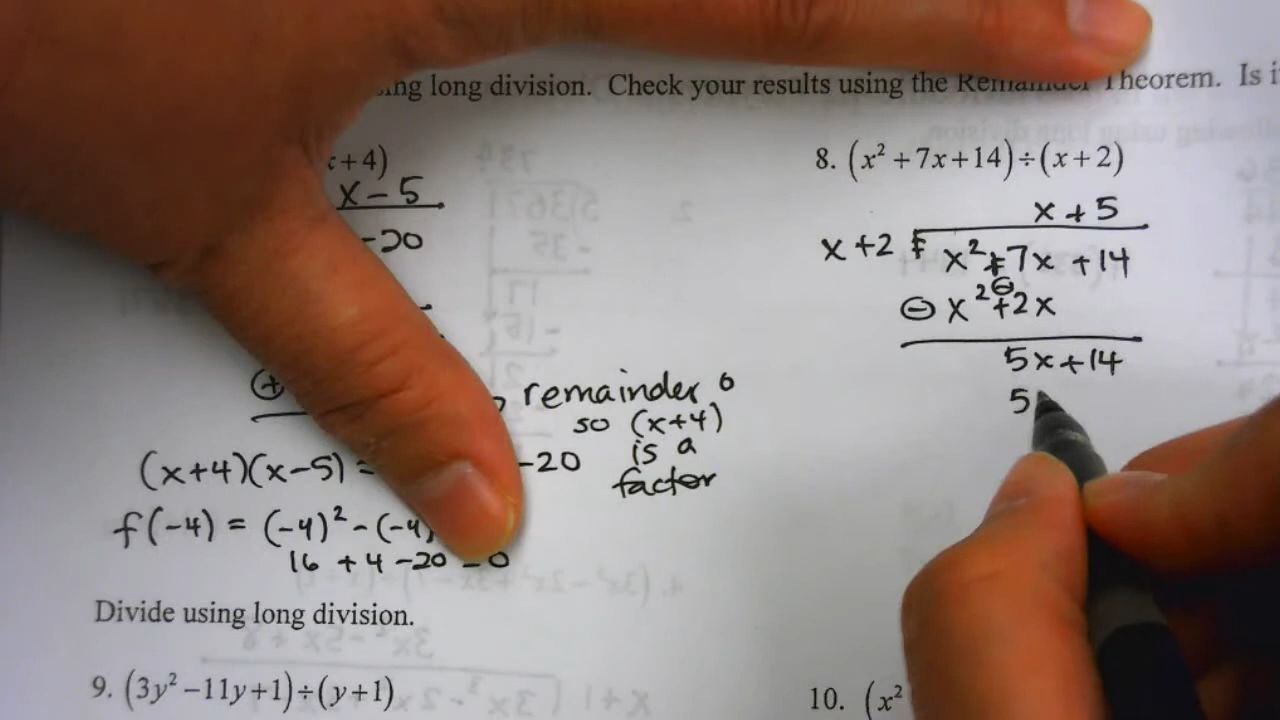 ing long division. Check your results using the Remainder Theorem. Is i
+4)
x-5
-20
remainder 0
so (x+4)
is a
factor
(x+4)(x-5) = -20
f(-4) = (-4)² - (-4)
16 + 4 - 20 = 0
Divide using long division.
9. (3y² -11y+1)÷(y+1)
8. (x² +7x+14)÷(x+2)
x+5
x+2 x²+7x+14
⊖ x²+2x
5x+14
5
10. (x²